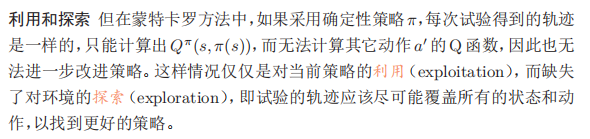 利用和探索 但在蒙特卡罗方法中,如果采用确定性策略 π,每次试验得到的轨迹
是一样的,只能计算出 Q^π(s, π(s)),而无法计算其它动作 a′ 的 Q 函数,因此也无
法进一步改进策略。这样情况仅仅是对当前策略的利用(exploitation),而缺失
了对环境的探索(exploration),即试验的轨迹应该尽可能覆盖所有的状态和动
作,以找到更好的策略。